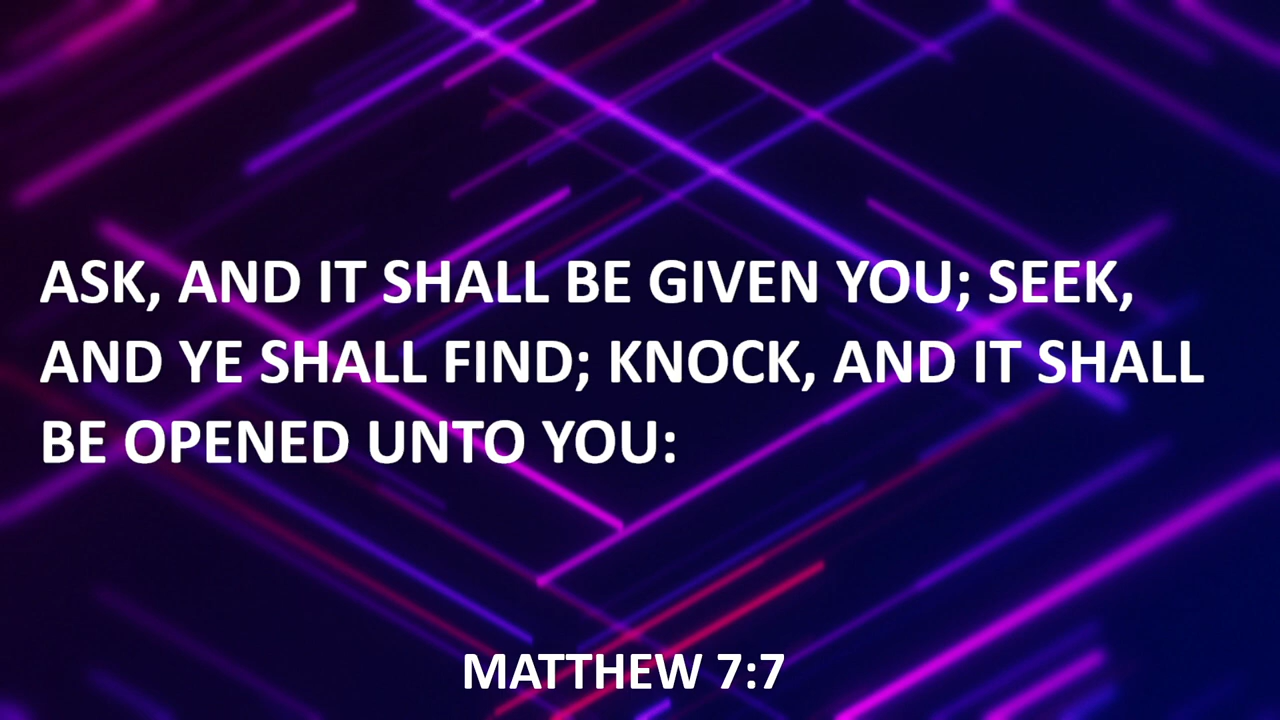 ASK, AND IT SHALL BE GIVEN YOU; SEEK,
AND YE SHALL FIND; KNOCK, AND IT SHALL
BE OPENED UNTO YOU:
MATTHEW 7:7